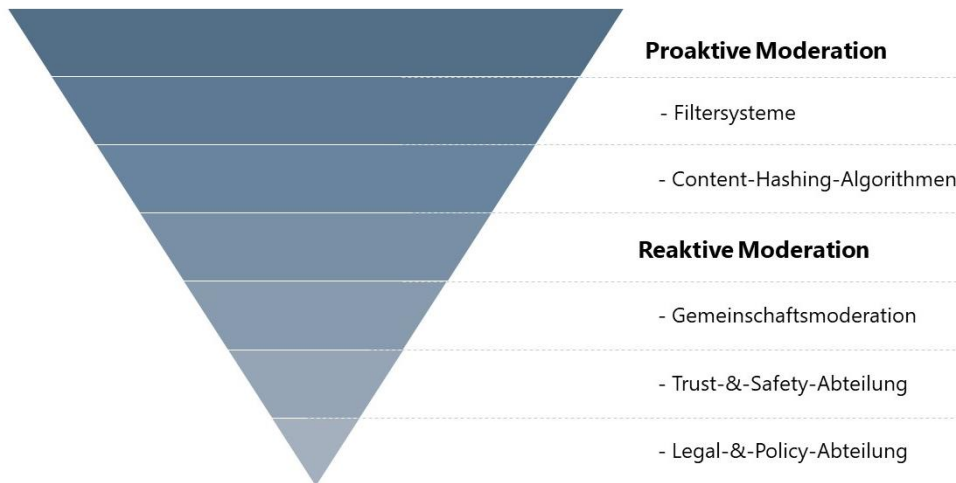 Proaktive Moderation
- Filtersysteme
- Content-Hashing-Algorithmen
Reaktive Moderation
- Gemeinschaftsmoderation
- Trust-&-Safety-Abteilung
- Legal-&-Policy-Abteilung